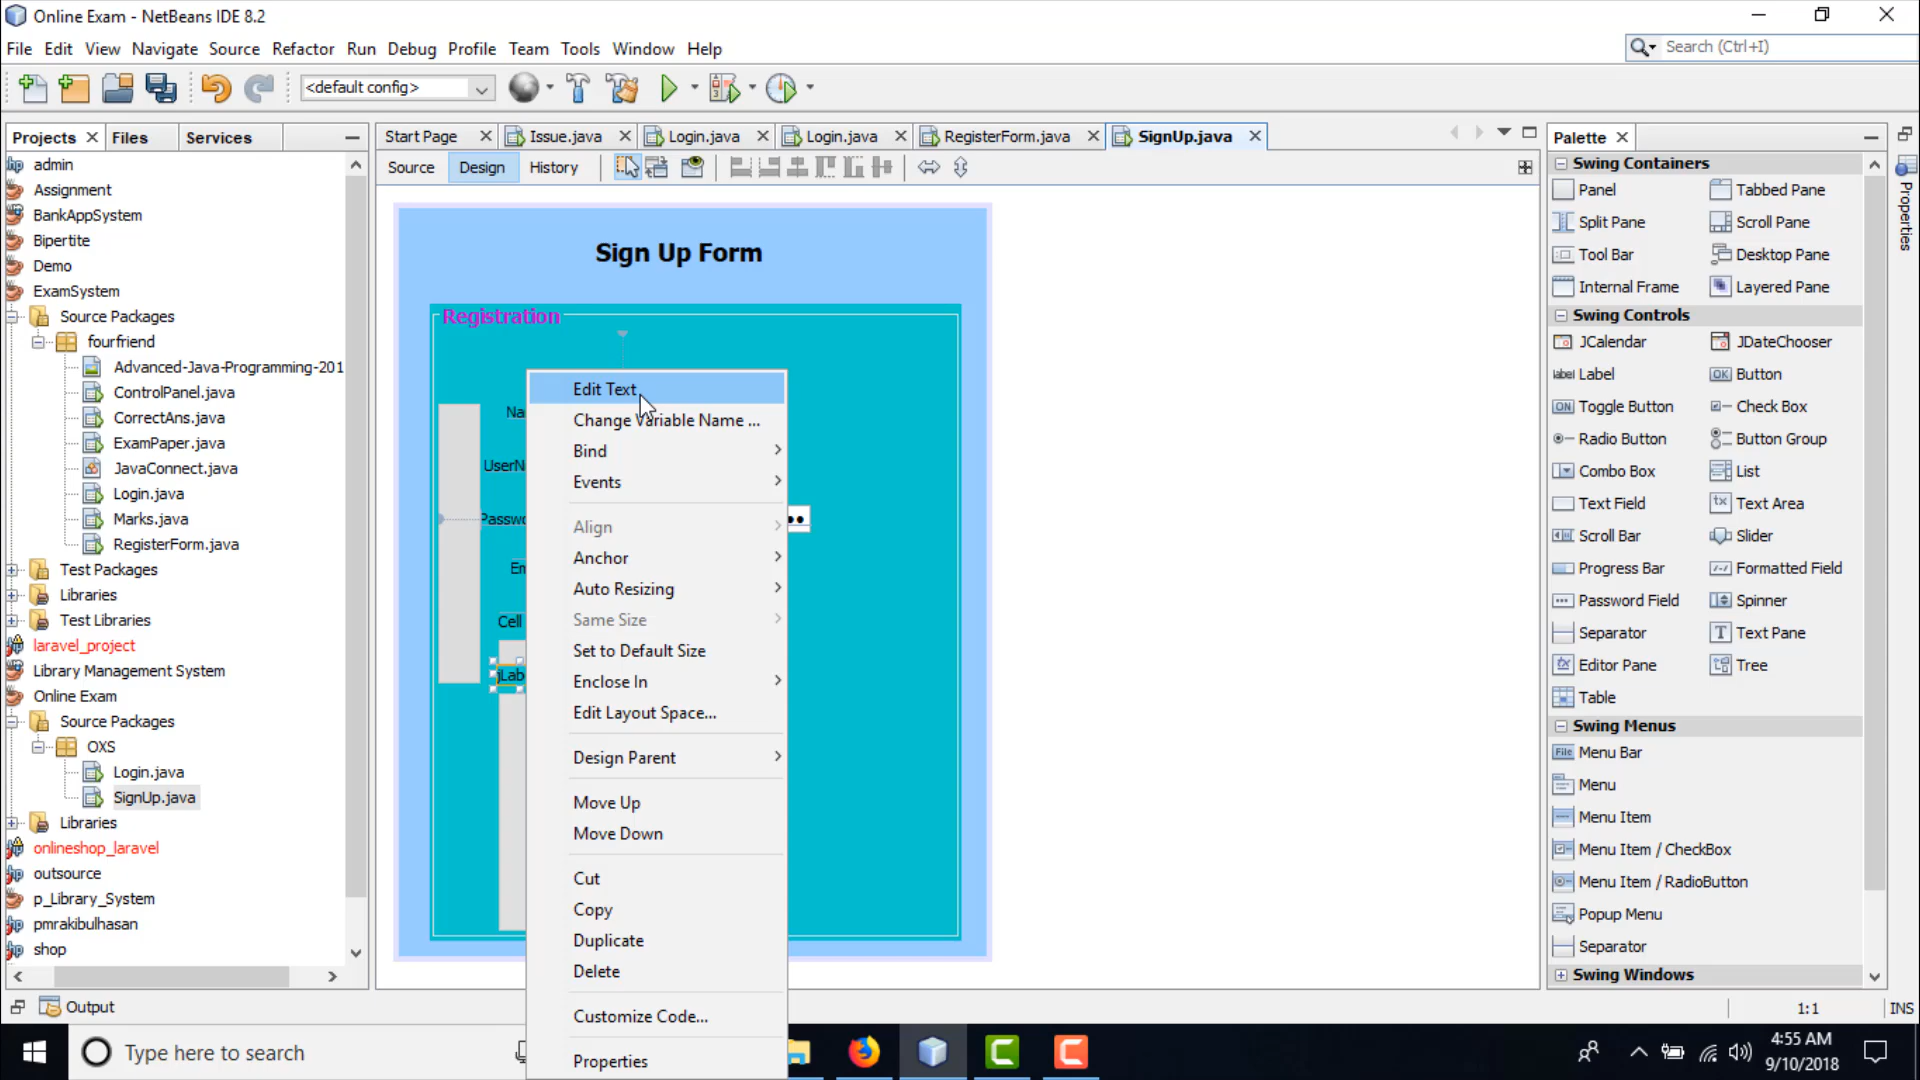 Online Exam - NetBeans IDE 8.2
File Edit View Navigate Source Refactor Run Debug Profile Team Tools Window Help
Search (Ctrl+I)
<default config>
Projects Files Services
Start Page Issue.java Login.java Login.java RegisterForm.java SignUp.java
Palette
Source Design History
admin
Assignment
BankAppSystem
Bipertite
Demo
ExamSystem
Source Packages
fourfriend
Advanced-Java-Programming-201
ControlPanel.java
CorrectAns.java
ExamPaper.java
JavaConnect.java
Login.java
Marks.java
RegisterForm.java
Test Packages
Libraries
Test Libraries
laravel_project
Library Management System
Online Exam
Source Packages
OXS
Login.java
SignUp.java
Libraries
onlineshop_laravel
outsource
p_Library_System
pmrakibulhasan
shop
Sign Up Form
Registration
Na
UserN
Passwo
Em
Cell
jLab
Edit Text
Change Variable Name ...
Bind
Events
Align
Anchor
Auto Resizing
Same Size
Set to Default Size
Enclose In
Edit Layout Space...
Design Parent
Move Up
Move Down
Cut
Copy
Duplicate
Delete
Customize Code...
Properties
Swing Containers
Panel Tabbed Pane
Split Pane Scroll Pane
Tool Bar Desktop Pane
Internal Frame Layered Pane
Swing Controls
JCalendar JDateChooser
label Label OK Button
ON Toggle Button Check Box
Radio Button Button Group
Combo Box List
Text Field tx Text Area
Scroll Bar Slider
Progress Bar Formatted Field
Password Field Spinner
Separator T Text Pane
Editor Pane Tree
Table
Swing Menus
File Menu Bar
Menu
Menu Item
Menu Item / CheckBox
Menu Item / RadioButton
Popup Menu
Separator
Swing Windows
Properties
Output
1:1 INS
Type here to search
4:55 AM
9/10/2018